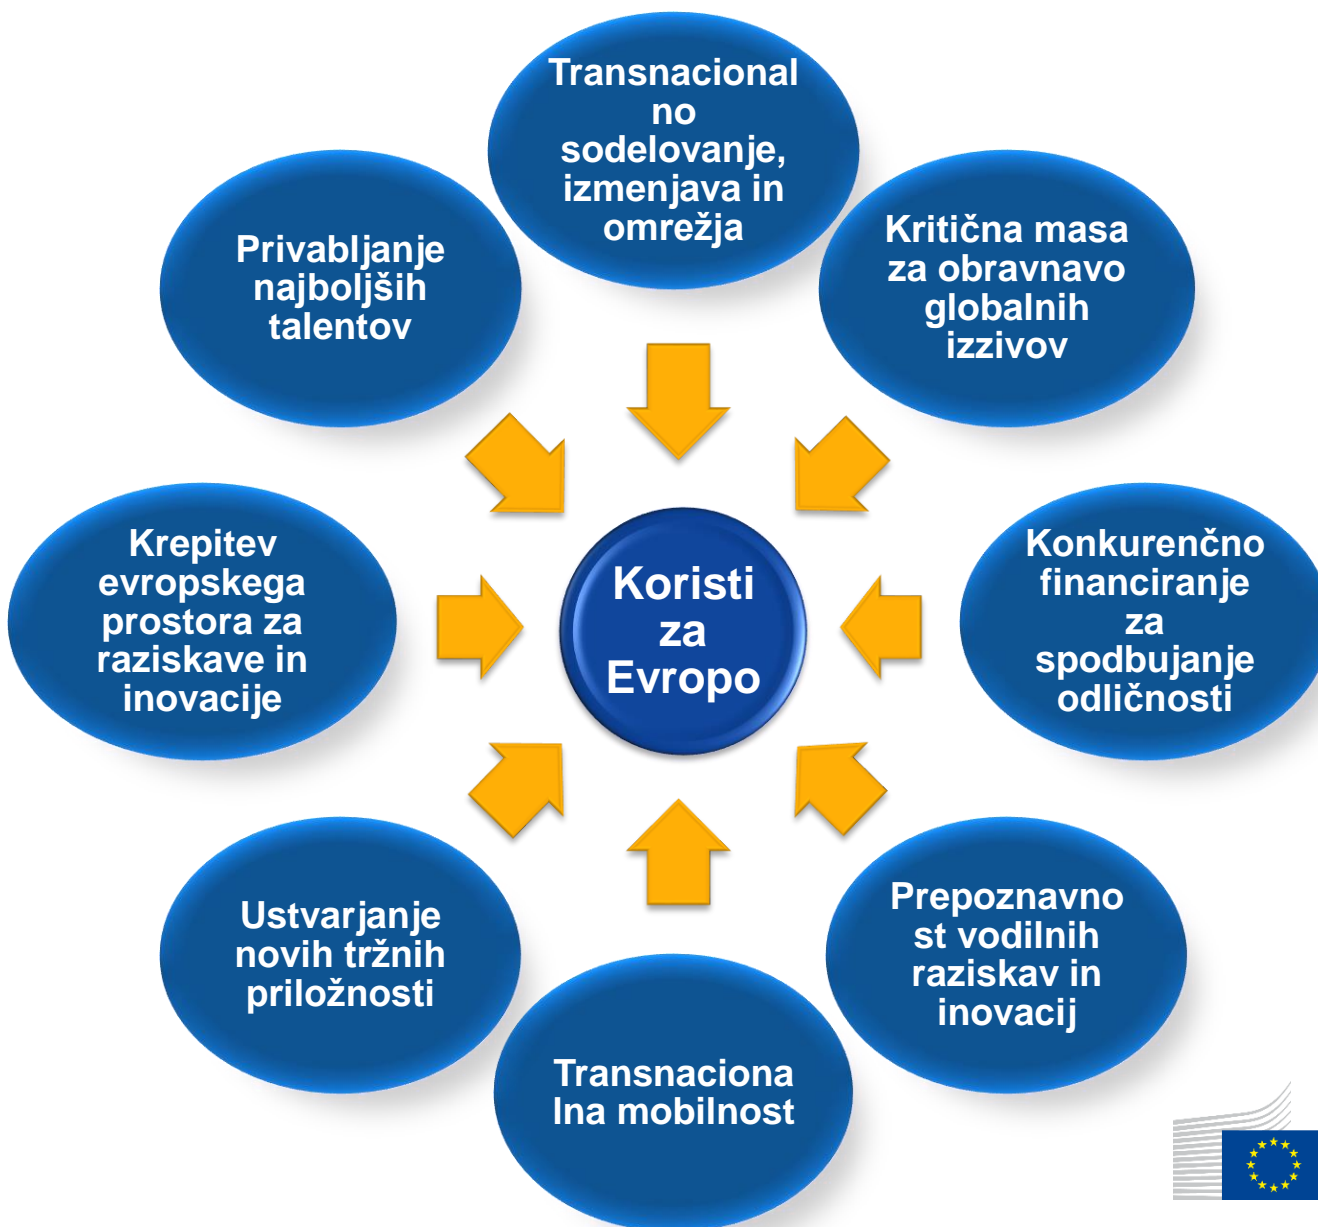 Transnacional
no
sodelovanje,
izmenjava in
omrežja
Kritična masa
za obravnavo
globalnih
izzivov
Konkurenčno
financiranje
za
spodbujanje
odličnosti
Prepoznavno
st vodilnih
raziskav in
inovacij
Transnaciona
lna mobilnost
Ustvarjanje
novih tržnih
priložnosti
Krepitev
evropskega
prostora za
raziskave in
inovacije
Privabljanje
najboljših
talentov
Koristi
za
Evropo